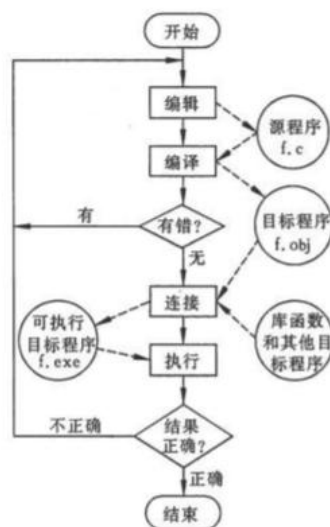 开始
编辑
源程序
f.c
编译
有
有错?
目标程序
f.obj
无
连接
可执行
目标程序
f.exe
库函数
和其他目
标程序
执行
不正确
结果
正确?
正确
结束